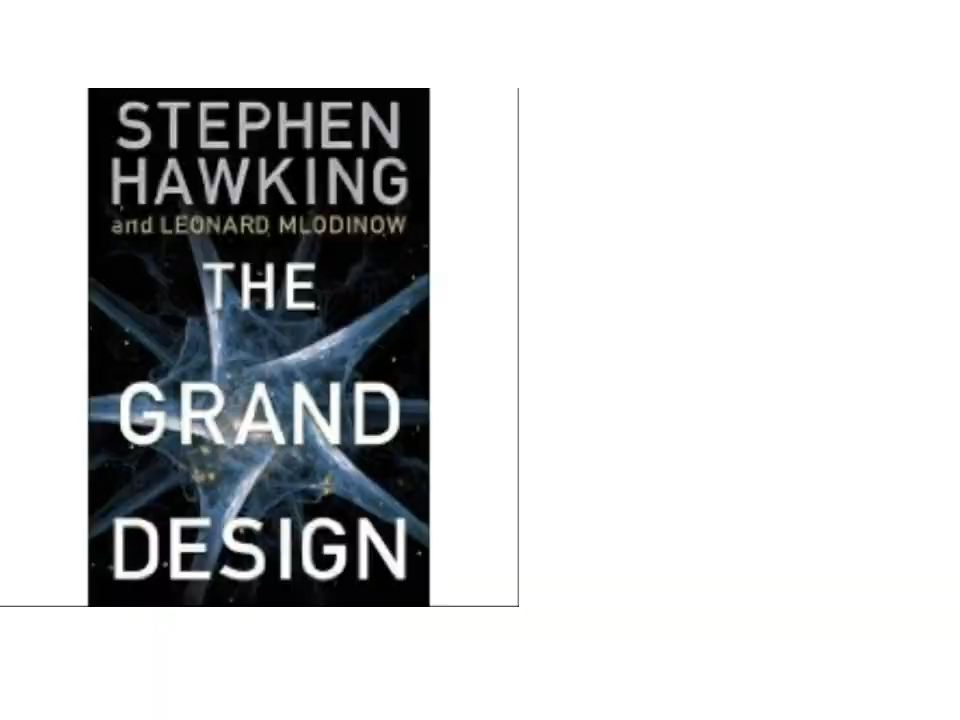 STEPHEN
HAWKING
and LEONARD MLODINOW
THE
GRAND
DESIGN